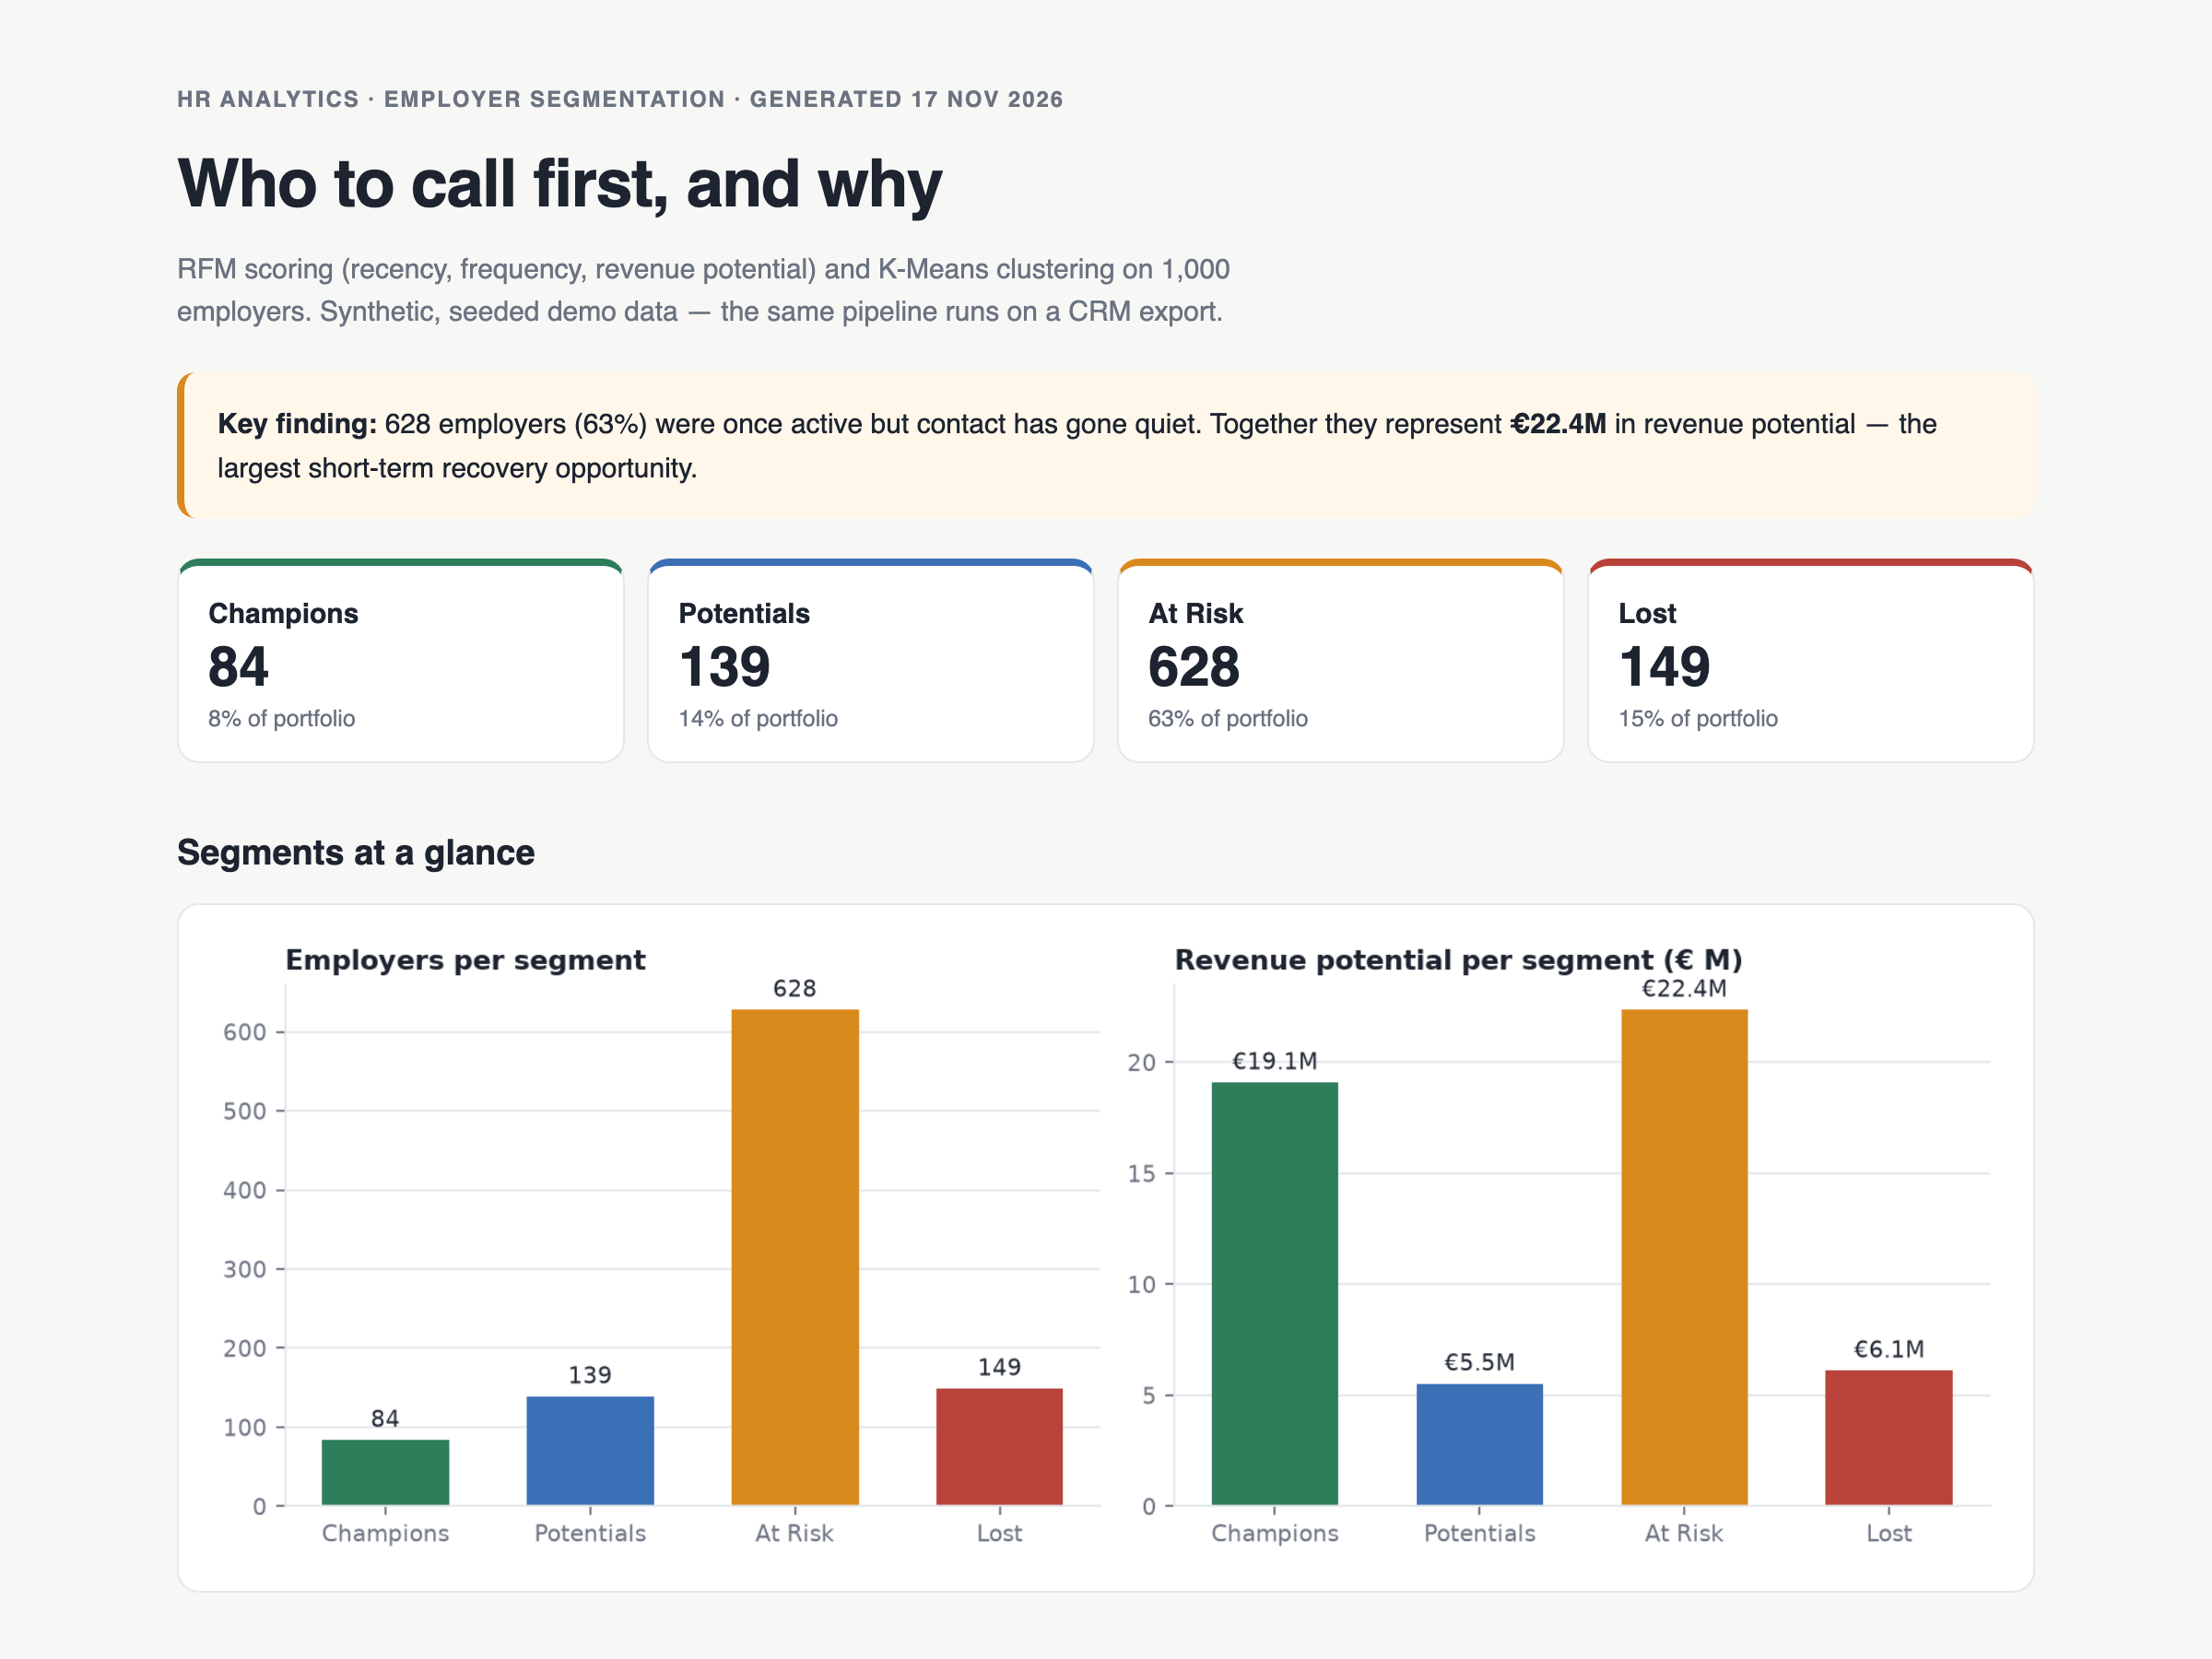 HR ANALYTICS · EMPLOYER SEGMENTATION · GENERATED 17 NOV 2026
Who to call first, and why
RFM scoring (recency, frequency, revenue potential) and K-Means clustering on 1,000
employers. Synthetic, seeded demo data — the same pipeline runs on a CRM export.
Key finding: 628 employers (63%) were once active but contact has gone quiet. Together they represent €22.4M in revenue potential — the
largest short-term recovery opportunity.
Champions
84
8% of portfolio
Potentials
139
14% of portfolio
At Risk
628
63% of portfolio
Lost
149
15% of portfolio
Segments at a glance
Employers per segment
628
600
500
400
300
200
100
0
84
139
149
Champions
Potentials
At Risk
Lost
Revenue potential per segment (€ M)
€22.4M
€19.1M
20
15
10
5
0
€5.5M
€6.1M
Champions
Potentials
At Risk
Lost